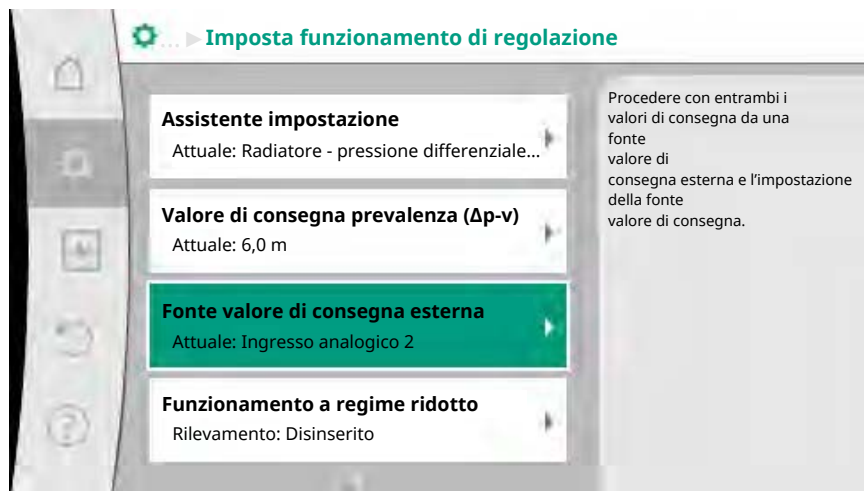 ... Imposta funzionamento di regolazione
Assistente impostazione
Attuale: Radiatore - pressione differenziale...
Valore di consegna prevalenza (Δp-v)
Attuale: 6,0 m
Fonte valore di consegna esterna
Attuale: Ingresso analogico 2
Funzionamento a regime ridotto
Rilevamento: Disinserito
Procedere con entrambi i
valori di consegna da una
fonte
valore di
consegna esterna e l'impostazione
della fonte
valore di consegna.